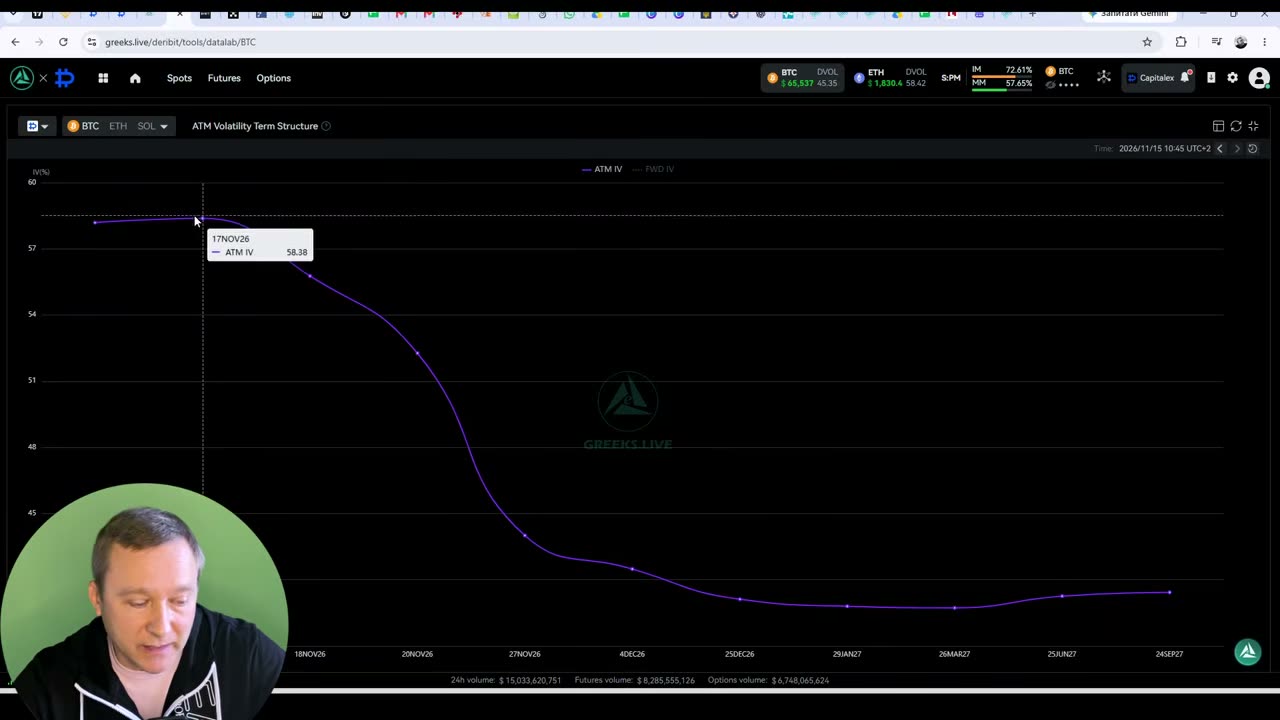 Запитати Gemini
greeks.live/deribit/tools/datalab/BTC
Spots Futures Options
BTC DVOL
$ 65,537 45.35
ETH DVOL
$ 1,830.4 58.42
S:PM
IM 72.61%
MM 57.65%
BTC
Capitalex
BTC ETH SOL
ATM Volatility Term Structure
Time: 2026/11/15 10:45 UTC+2
IV(%)
ATM IV FWD IV
60
57
54
51
48
45
17NOV26
ATM IV 58.38
GREEKS.LIVE
18NOV26 20NOV26 27NOV26 4DEC26 25DEC26 29JAN27 26MAR27 25JUN27 24SEP27
24h volume: $ 15,033,620,751 Futures volume: $ 8,285,555,126 Options volume: $ 6,748,065,624